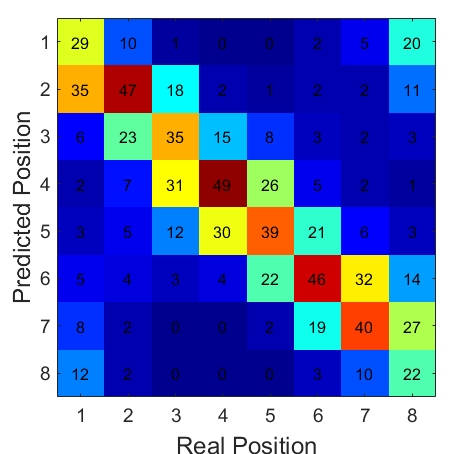 Predicted Position
1 29 10 1 0 0 2 5 20
2 35 47 18 2 1 2 2 11
3 6 23 35 15 8 3 2 3
4 2 7 31 49 26 5 2 1
5 3 5 12 30 39 21 6 3
6 5 4 3 4 22 46 32 14
7 8 2 0 0 2 19 40 27
8 12 2 0 0 0 3 10 22
1 2 3 4 5 6 7 8
Real Position